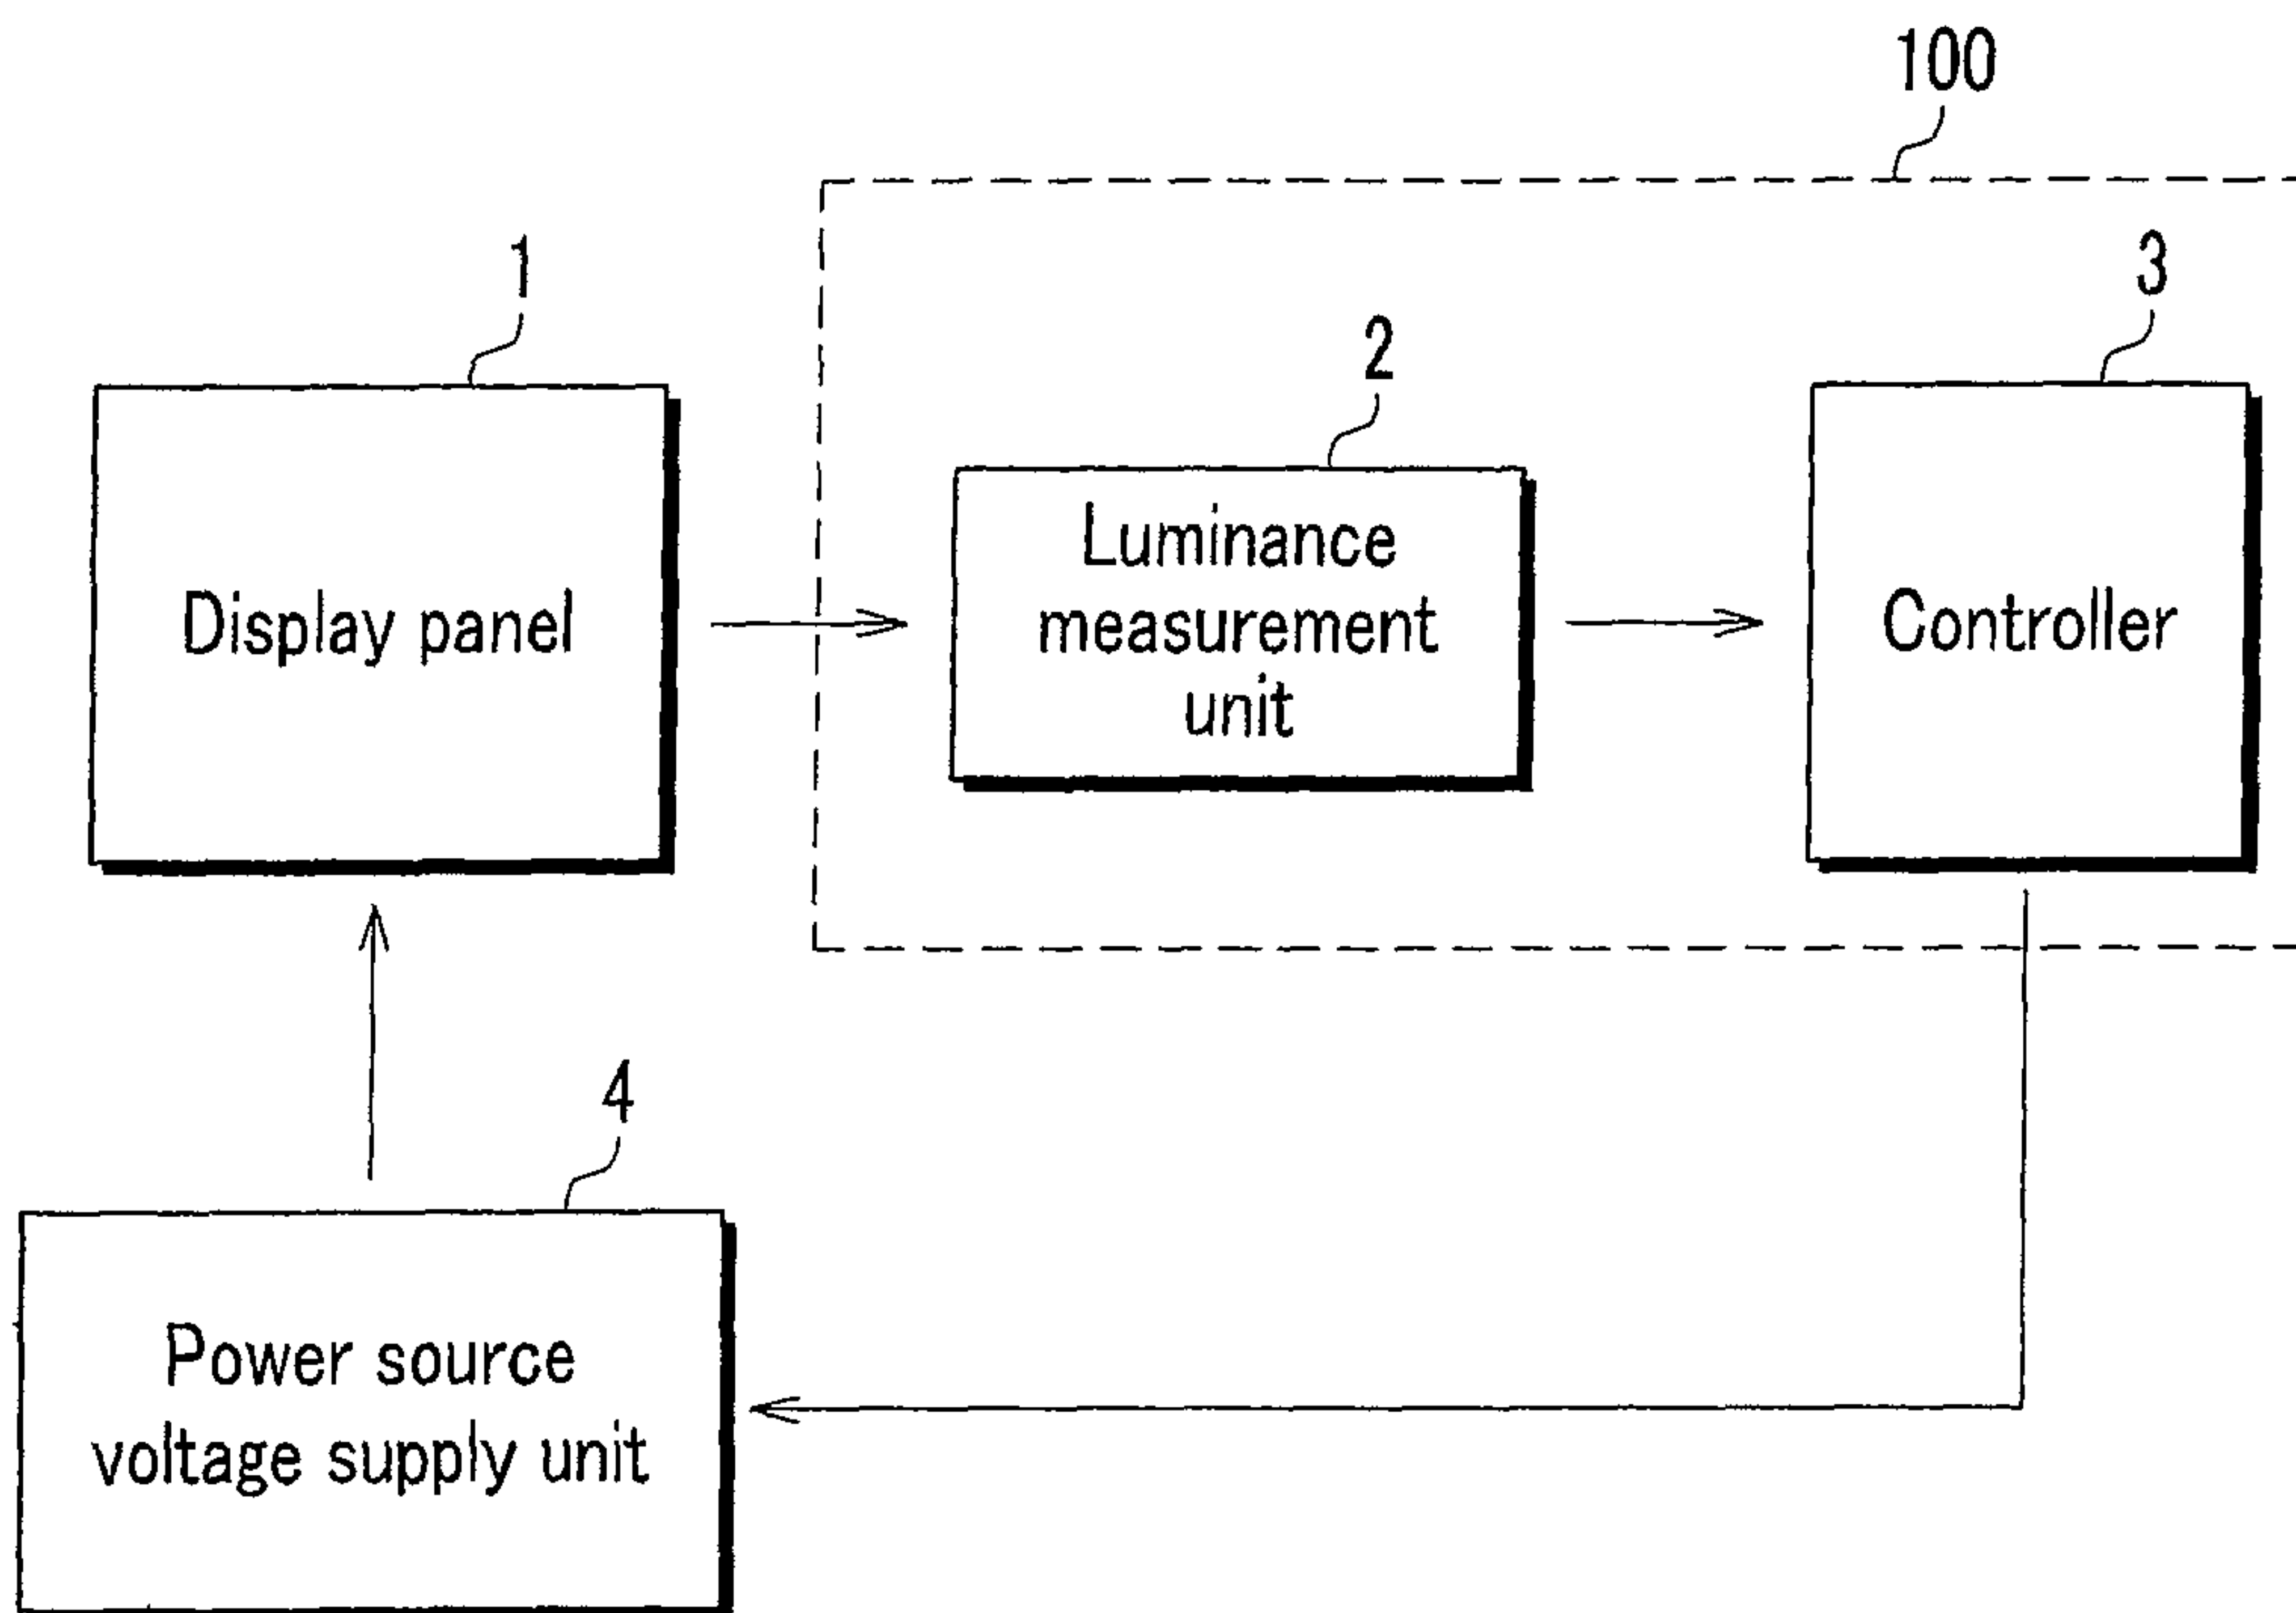 100
1
3
2
Display panel
Luminance
measurement
unit
Controller
4
Power source
voltage supply unit